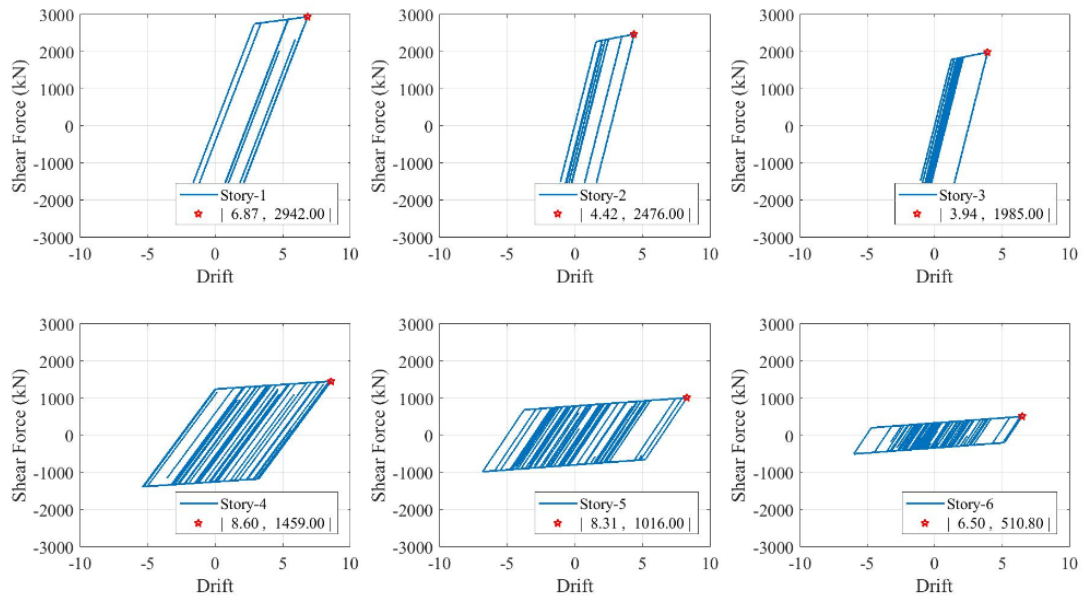 3000
2000
1000
0
-1000
-2000
-3000
Shear Force (kN)
-10 -5 0 5 10
Drift
Story-1
| 6.87 , 2942.00 |
3000
2000
1000
0
-1000
-2000
-3000
Shear Force (kN)
-10 -5 0 5 10
Drift
Story-2
| 4.42 , 2476.00 |
3000
2000
1000
0
-1000
-2000
-3000
Shear Force (kN)
-10 -5 0 5 10
Drift
Story-3
| 3.94 , 1985.00 |
3000
2000
1000
0
-1000
-2000
-3000
Shear Force (kN)
-10 -5 0 5 10
Drift
Story-4
| 8.60 , 1459.00 |
3000
2000
1000
0
-1000
-2000
-3000
Shear Force (kN)
-10 -5 0 5 10
Drift
Story-5
| 8.31 , 1016.00 |
3000
2000
1000
0
-1000
-2000
-3000
Shear Force (kN)
-10 -5 0 5 10
Drift
Story-6
| 6.50 , 510.80 |